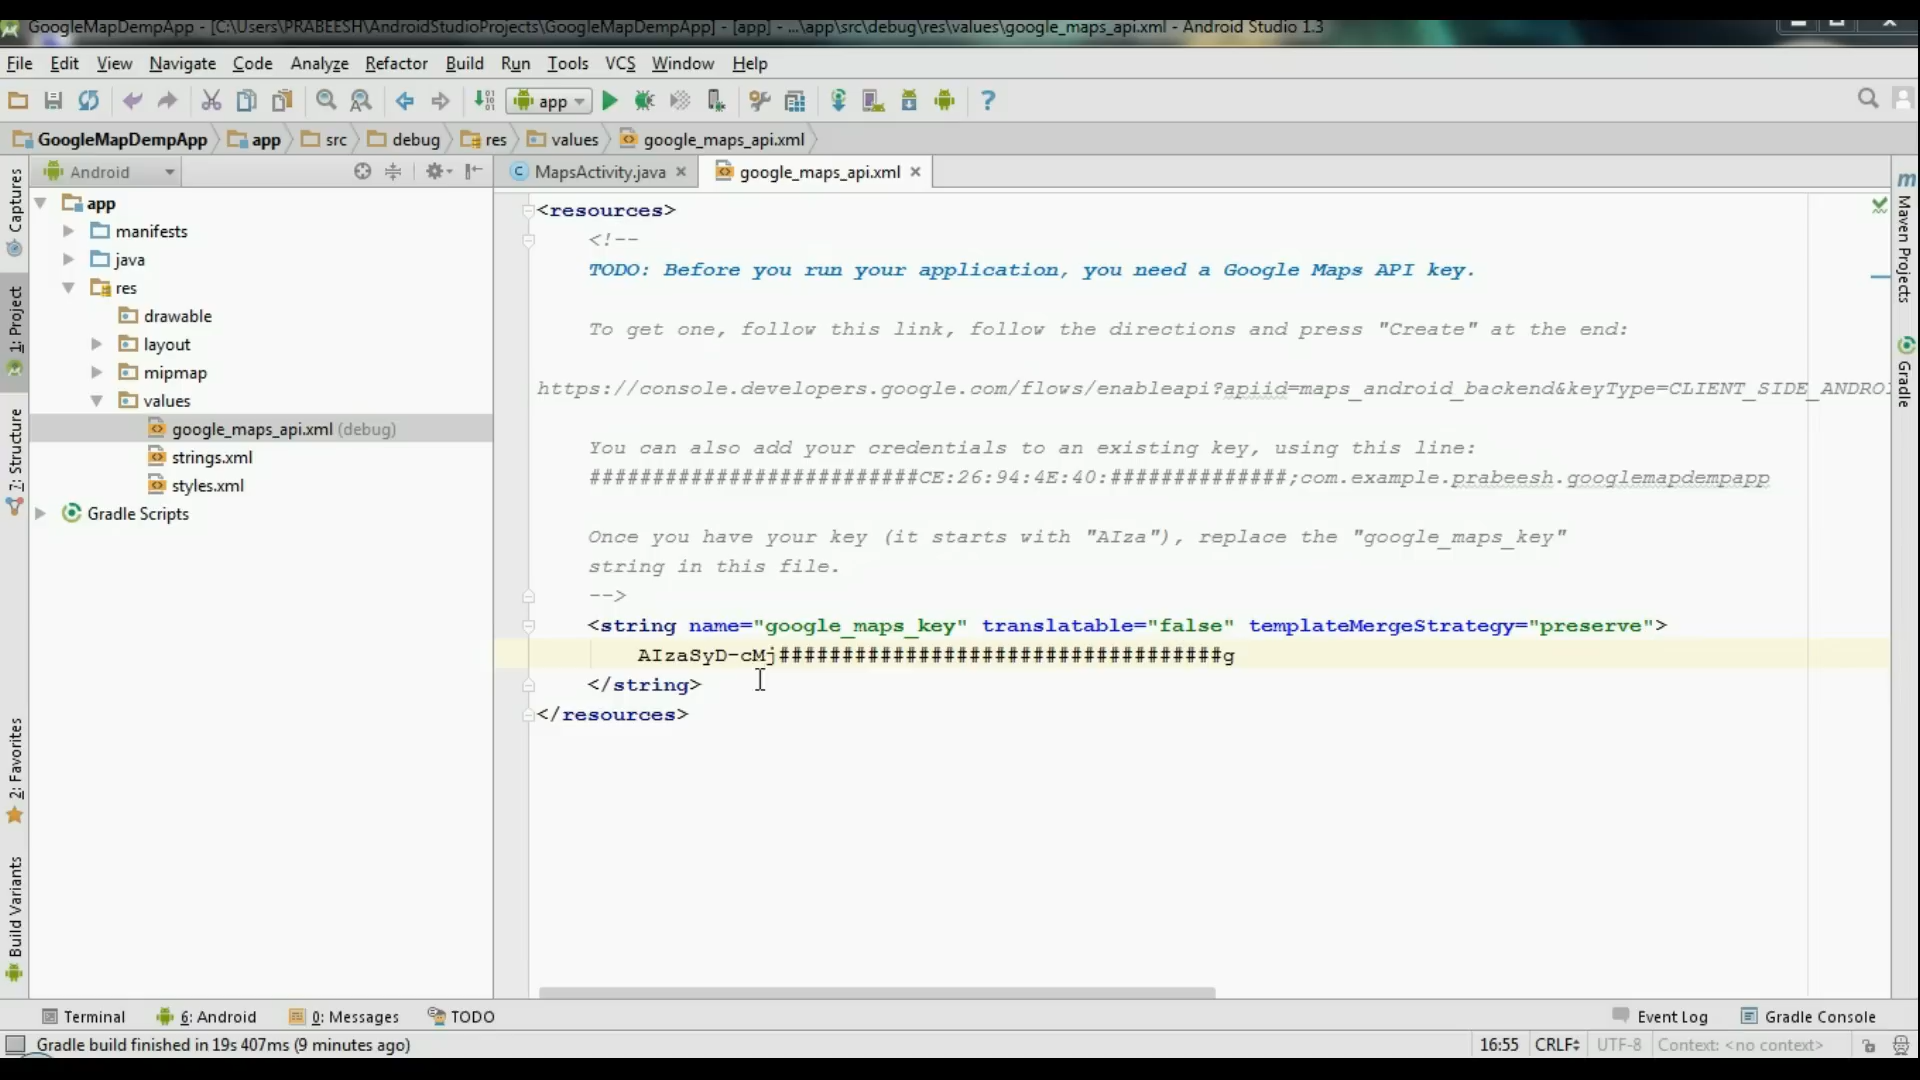 GoogleMapDempApp - [C:\Users\PRABEESH\AndroidStudioProjects\GoogleMapDempApp] - [app] - ...\app\src\debug\res\values\google_maps_api.xml - Android Studio 1.3
File Edit View Navigate Code Analyze Refactor Build Run Tools VCS Window Help
app
GoogleMapDempApp app src debug res values google_maps_api.xml
Android
MapsActivity.java google_maps_api.xml
Captures
1: Project
7: Structure
2: Favorites
Build Variants
app
manifests
java
res
drawable
layout
mipmap
values
google_maps_api.xml (debug)
strings.xml
styles.xml
Gradle Scripts
<resources>
<!--
TODO: Before you run your application, you need a Google Maps API key.
To get one, follow this link, follow the directions and press "Create" at the end:
https://console.developers.google.com/flows/enableapi?apiid=maps_android_backend&keyType=CLIENT_SIDE_ANDRO
You can also add your credentials to an existing key, using this line:
##########################CE:26:94:4E:40:##############;com.example.prabeesh.googlemapdempapp
Once you have your key (it starts with "AIza"), replace the "google_maps_key"
string in this file.
-->
<string name="google_maps_key" translatable="false" templateMergeStrategy="preserve">
AIzaSyD-cMj###################################g
</string>
</resources>
Maven Projects
Gradle
Terminal 6: Android 0: Messages TODO Event Log Gradle Console
Gradle build finished in 19s 407ms (9 minutes ago) 16:55 CRLF UTF-8 Context: <no context>